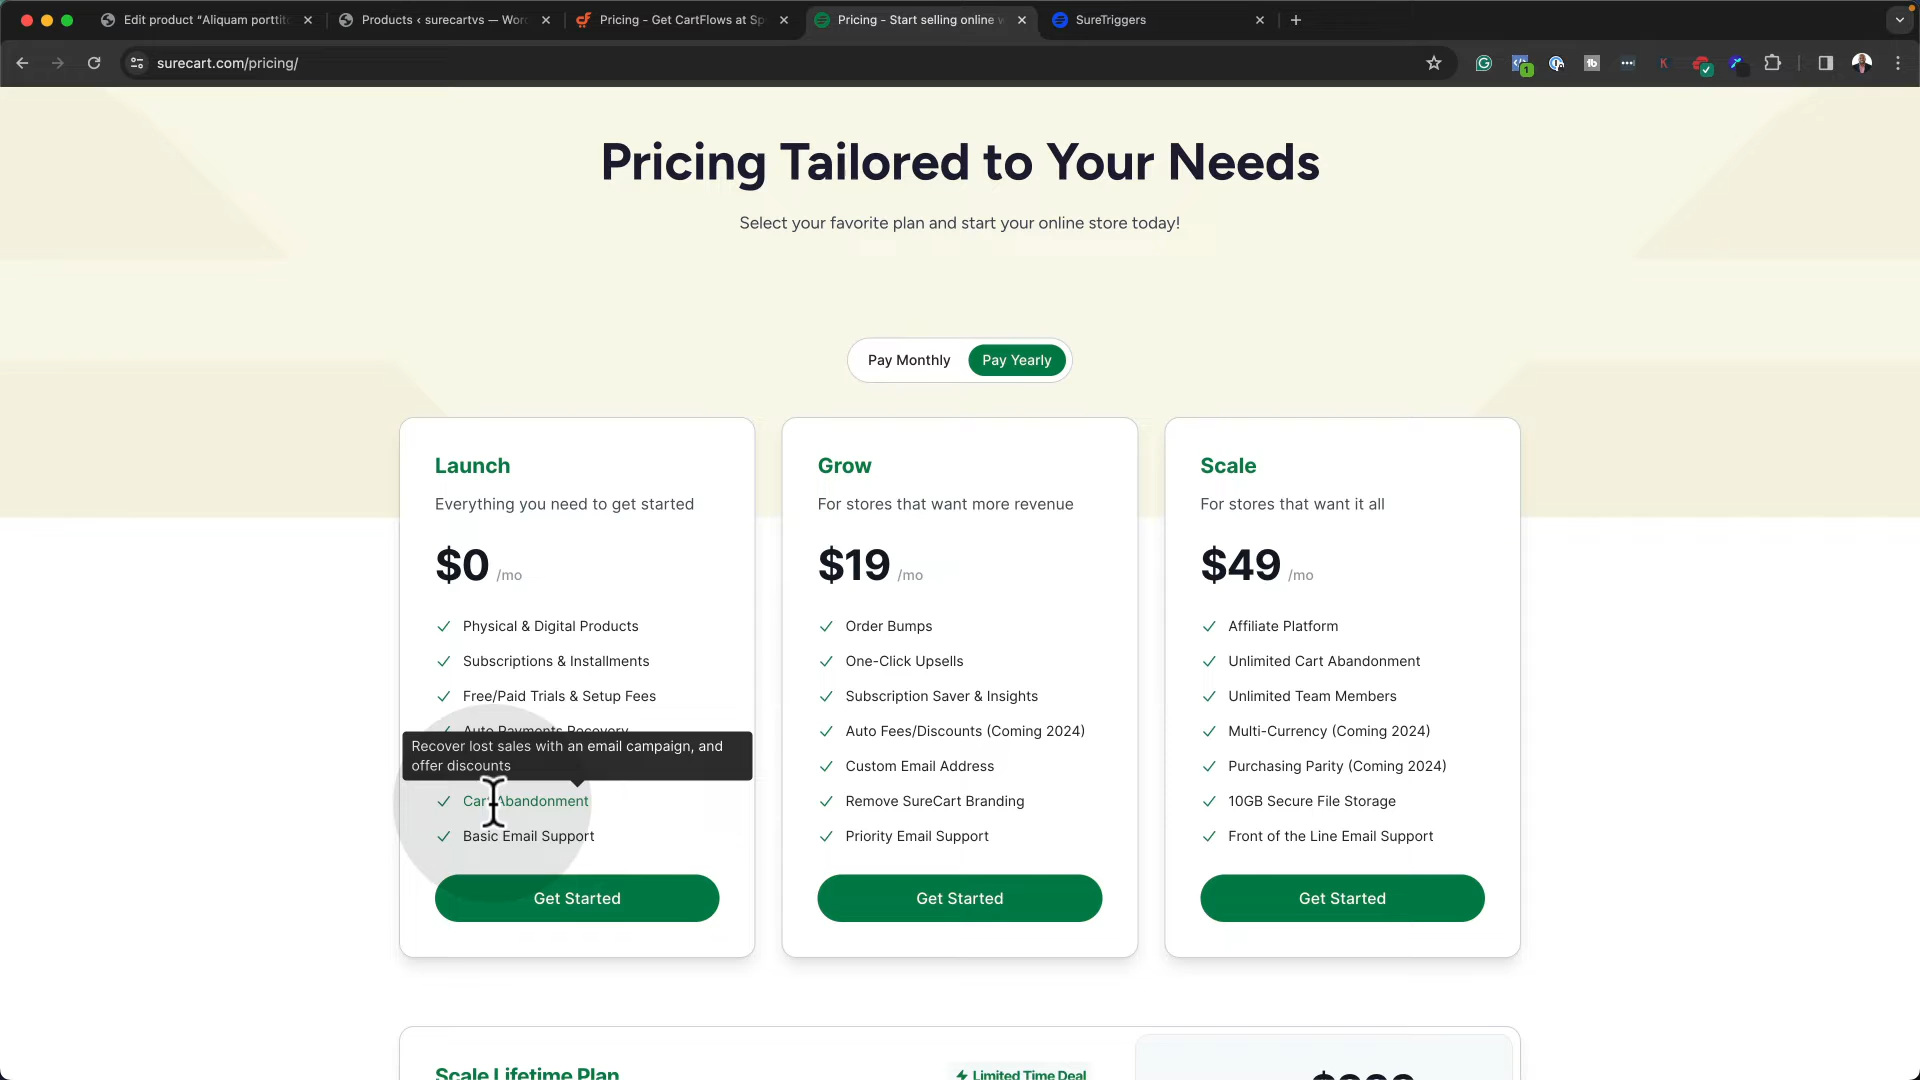 Edit product “Aliquam porttit
Products ‹ surecartvs — Word
Pricing - Get CartFlows at Sp
Pricing - Start selling online w
SureTriggers
surecart.com/pricing/
1
Pricing Tailored to Your Needs
Select your favorite plan and start your online store today!
Pay Monthly
Pay Yearly
Launch
Everything you need to get started
$0 /mo
Physical & Digital Products
Subscriptions & Installments
Free/Paid Trials & Setup Fees
Auto Payments Recovery
Recover lost sales with an email campaign, and
offer discounts
Cart Abandonment
Basic Email Support
Get Started
Grow
For stores that want more revenue
$19 /mo
Order Bumps
One-Click Upsells
Subscription Saver & Insights
Auto Fees/Discounts (Coming 2024)
Custom Email Address
Remove SureCart Branding
Priority Email Support
Get Started
Scale
For stores that want it all
$49 /mo
Affiliate Platform
Unlimited Cart Abandonment
Unlimited Team Members
Multi-Currency (Coming 2024)
Purchasing Parity (Coming 2024)
10GB Secure File Storage
Front of the Line Email Support
Get Started
Scale Lifetime Plan
Limited Time Deal